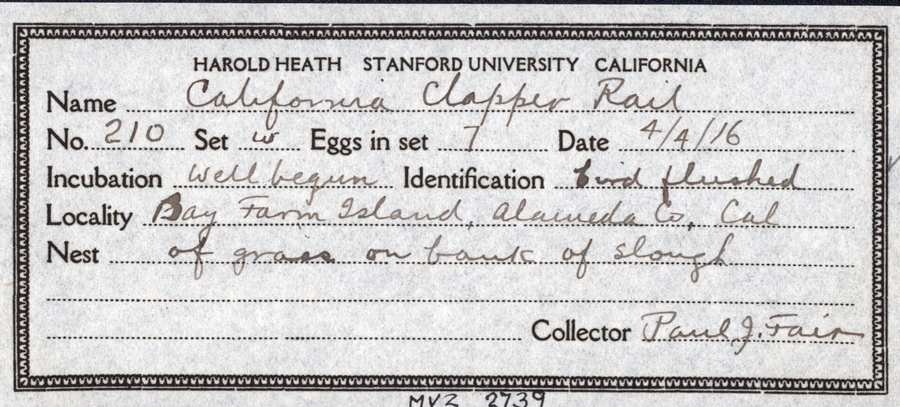 HAROLD HEATH STANFORD UNIVERSITY CALIFORNIA
Name California Clapper Rail
No. 210 Set w Eggs in set 7 Date 4/4/16
Incubation well begun Identification bird flushed
Locality Bay Farm Island, Alameda Co, Cal
Nest of grass on bank of slough
Collector Paul J. Fair
MVZ 2739